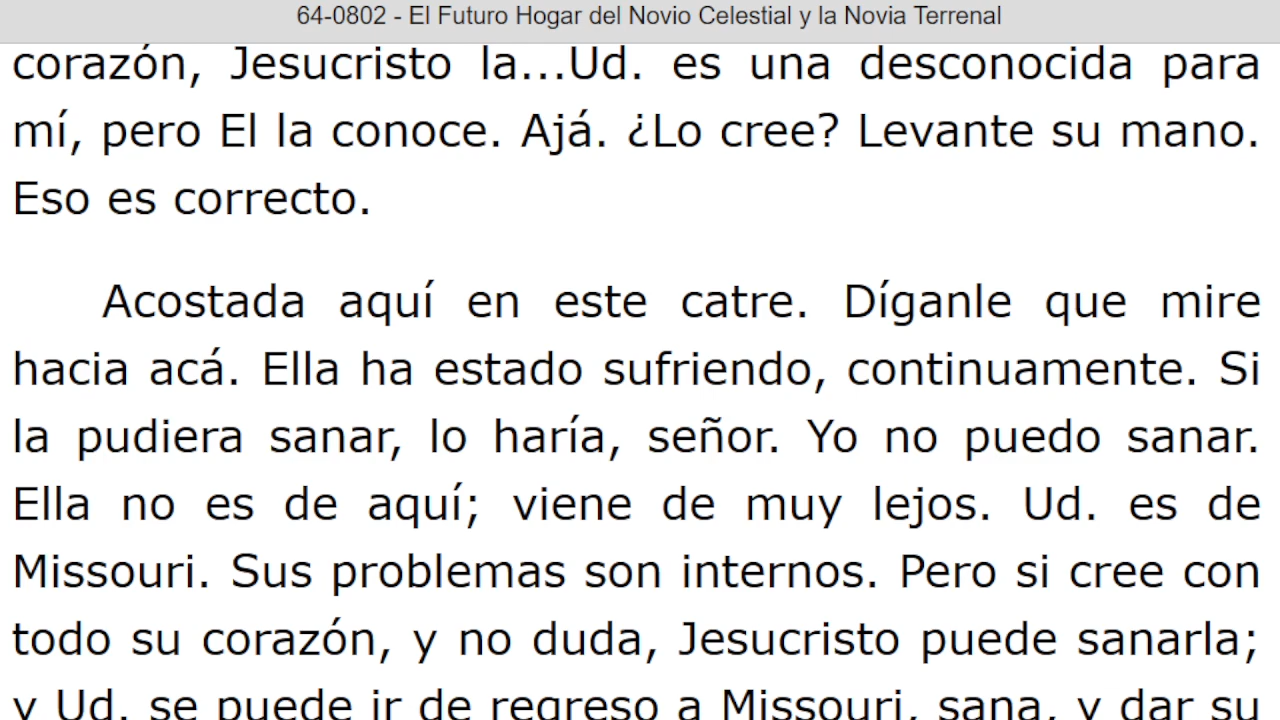 64-0802 - El Futuro Hogar del Novio Celestial y la Novia Terrenal
corazón, Jesucristo la...Ud. es una desconocida para
mí, pero El la conoce. Ajá. ¿Lo cree? Levante su mano.
Eso es correcto.
Acostada aquí en este catre. Díganle que mire
hacia acá. Ella ha estado sufriendo, continuamente. Si
la pudiera sanar, lo haría, señor. Yo no puedo sanar.
Ella no es de aquí; viene de muy lejos. Ud. es de
Missouri. Sus problemas son internos. Pero si cree con
todo su corazón, y no duda, Jesucristo puede sanarla;
y Ud. se puede ir de regreso a Missouri, sana, y dar su